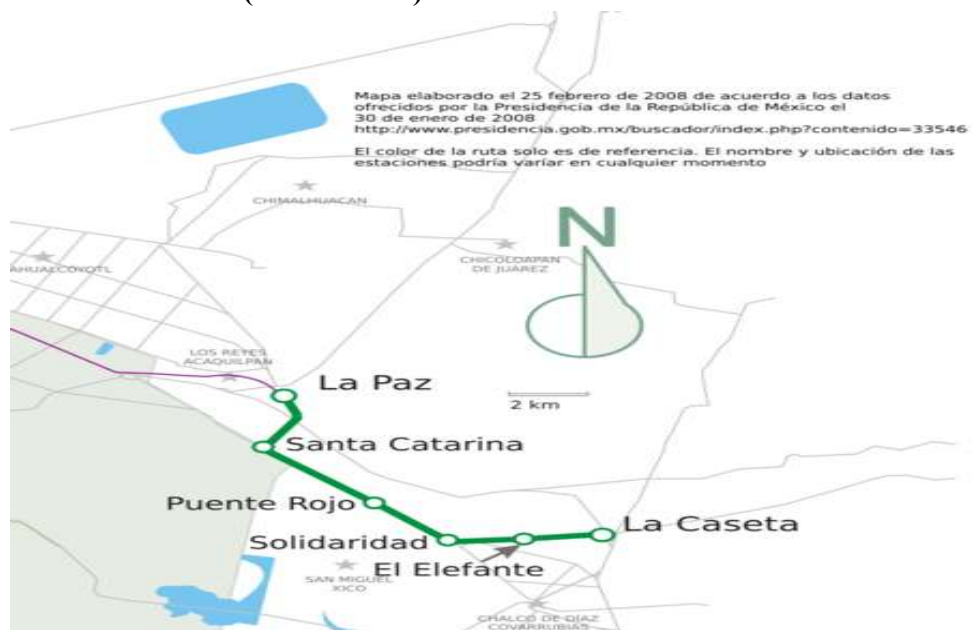 Mapa elaborado el 25 febrero de 2008 de acuerdo a los datos
ofrecidos por la Presidencia de la República de México el
30 de enero de 2008
http://www.presidencia.gob.mx/buscador/index.php?contenido=33546
El color de la ruta solo es de referencia. El nombre y ubicación de las
estaciones podría variar en cualquier momento
CHIMALHUACAN
N
CHICOLOAPAN
DE JUÁREZ
AHUALCOYOTL
LOS REYES
ACAQUILPAN
La Paz
2 km
Santa Catarina
Puente Rojo
La Caseta
Solidaridad
El Elefante
SAN MIGUEL
XICO
CHALCO DE DÍAZ
COVARRUBIAS